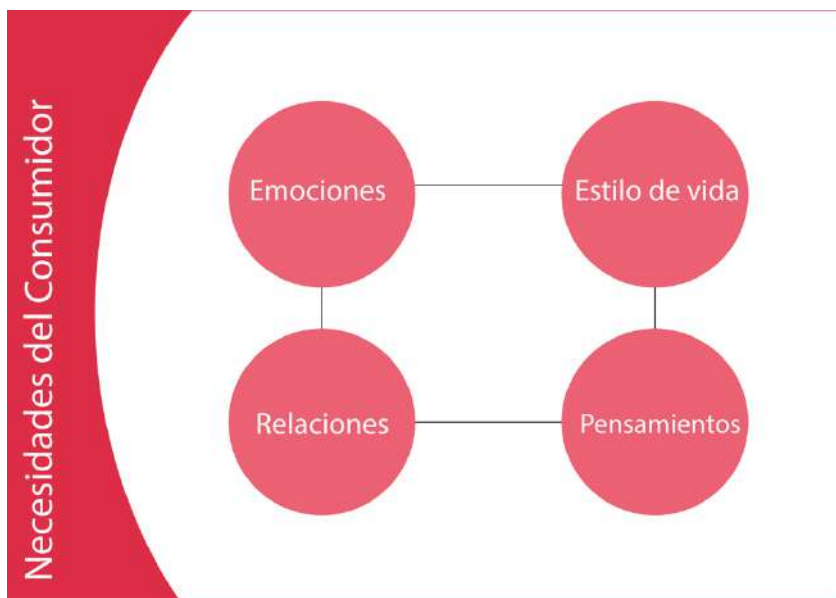 Necesidades del Consumidor
Emociones
Estilo de vida
Relaciones
Pensamientos